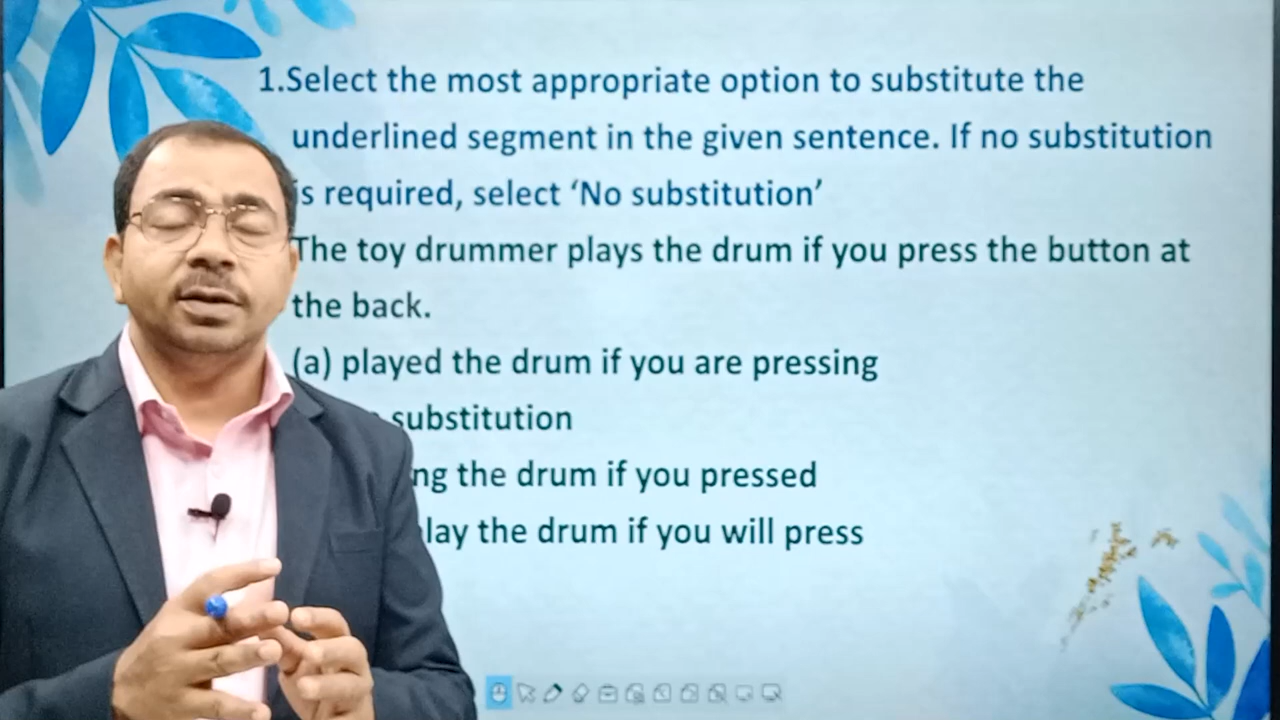 1.Select the most appropriate option to substitute the
underlined segment in the given sentence. If no substitution
is required, select ‘No substitution’
The toy drummer plays the drum if you press the button at
the back.
(a) played the drum if you are pressing
substitution
the drum if you pressed
the drum if you will press